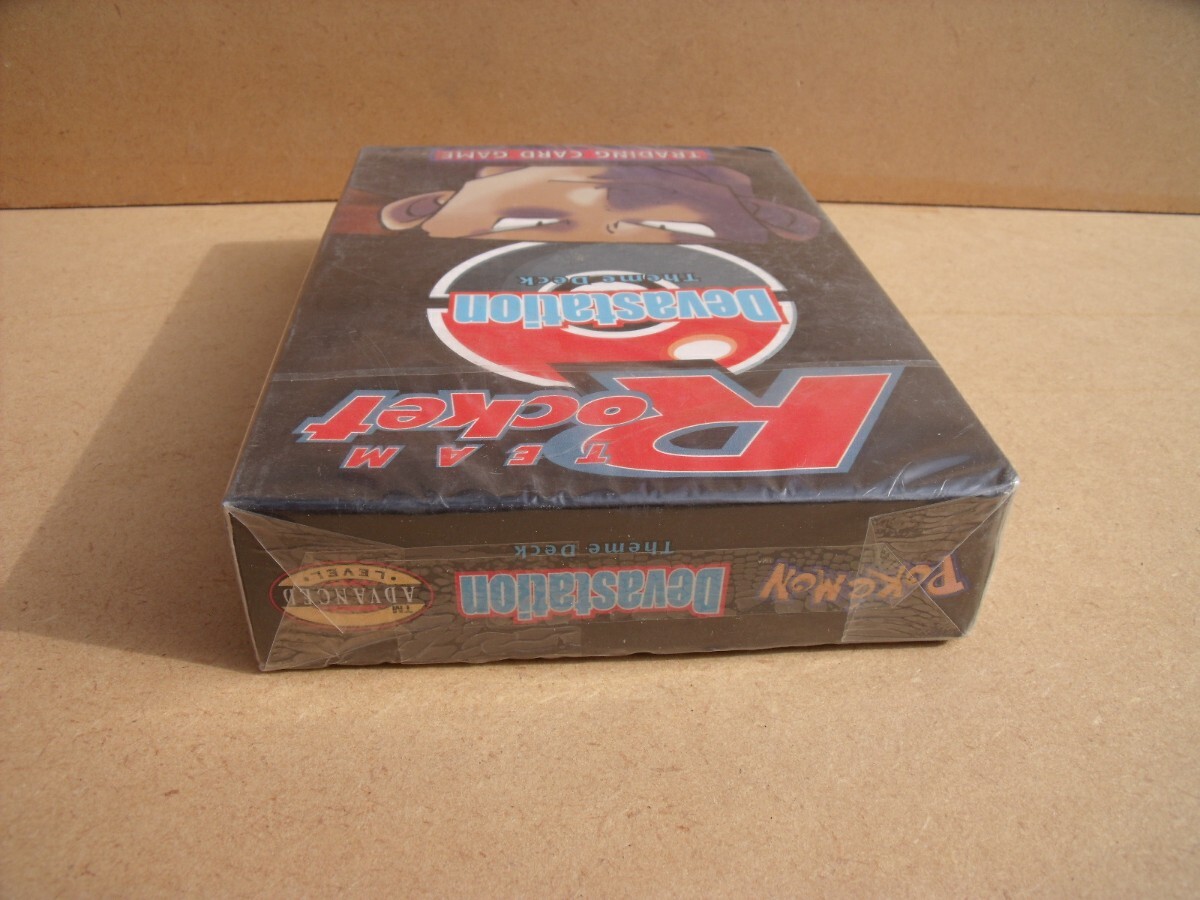 TEAM
Rocket
Devastation
Theme Deck
TRADING CARD GAME
POKéMON
Devastation
Theme Deck
TM
ADVANCED
• LEVEL •